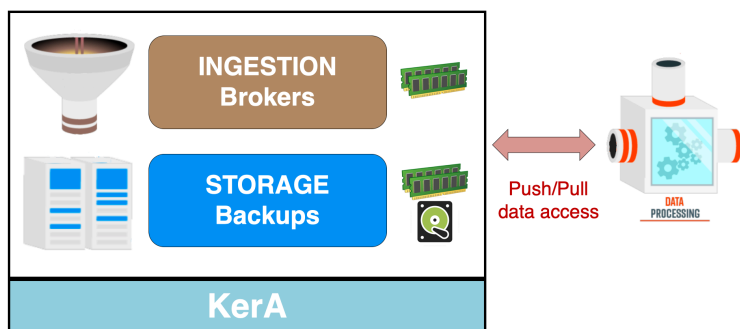 INGESTION
Brokers
STORAGE
Backups
KerA
Push/Pull
data access
DATA
PROCESSING